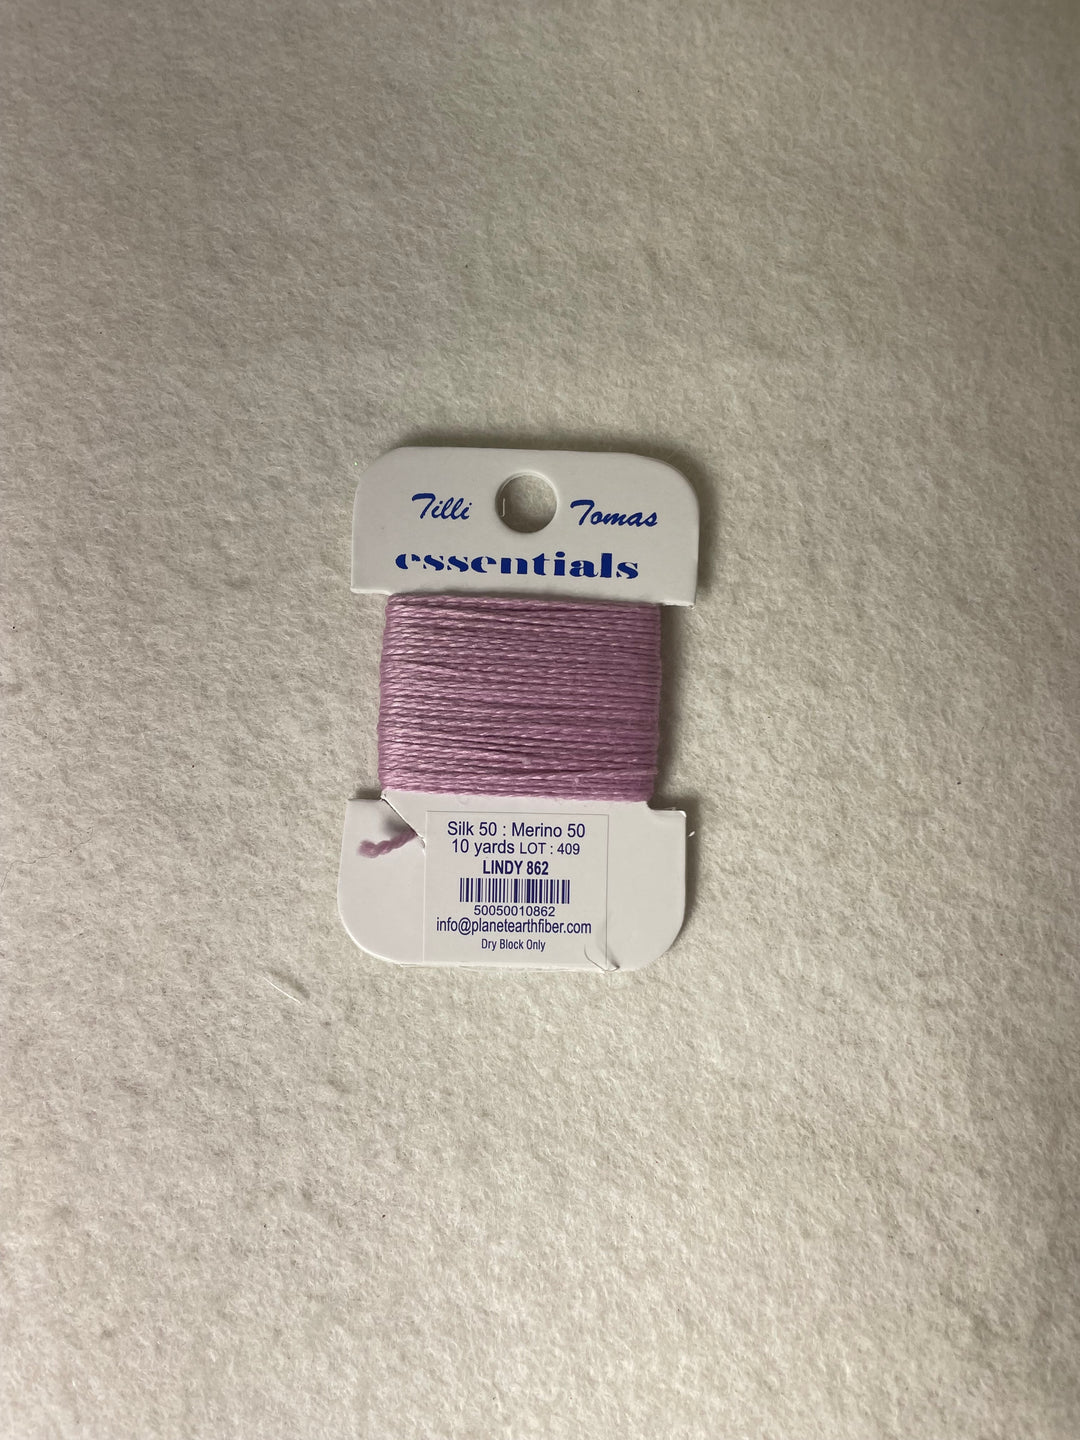 Tilli Tomas
essentials
Silk 50 : Merino 50
10 yards LOT : 409
LINDY 862
50050010862
info@planetearthfiber.com
Dry Block Only